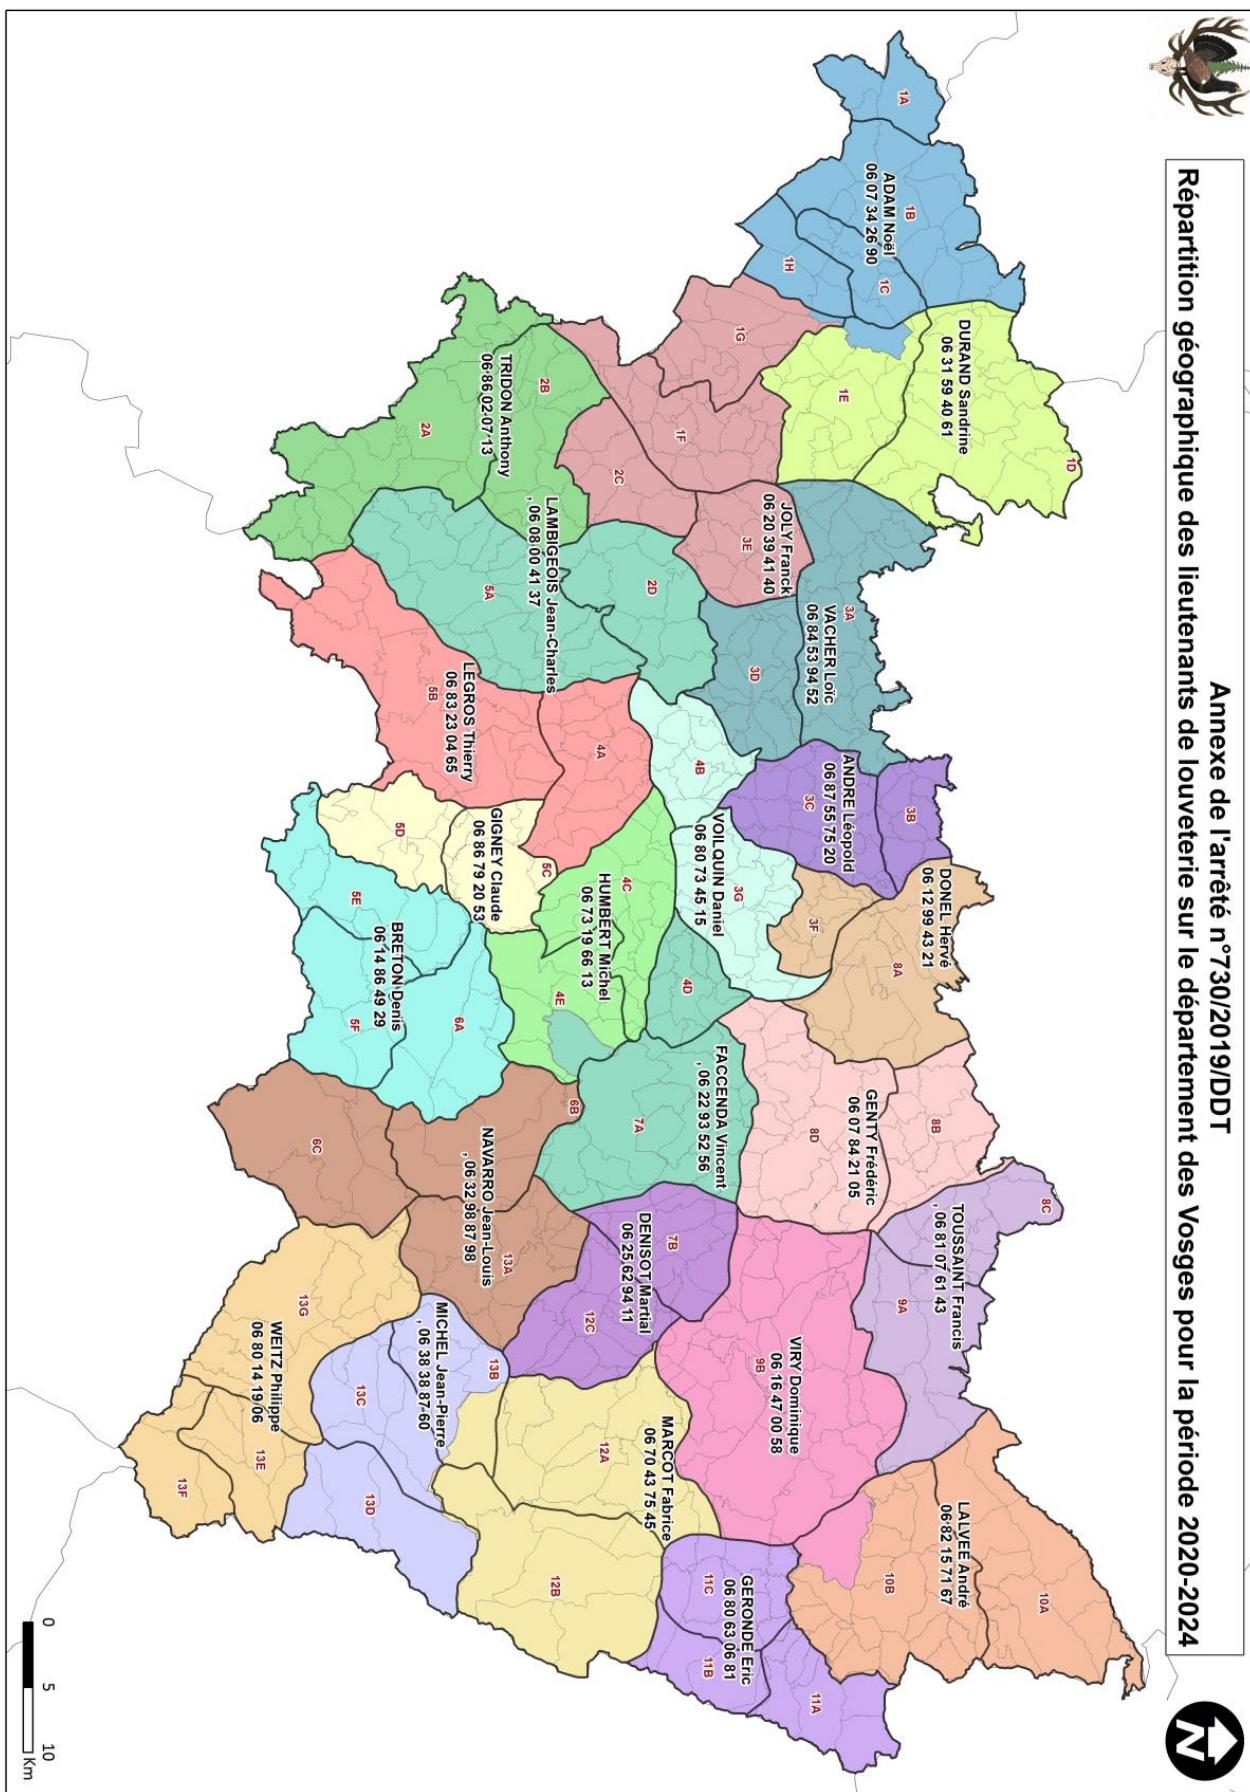 Annexe de l'arrêté n°730/2019/DDT
Répartition géographique des lieutenants de louveterie sur le département des Vosges pour la période 2020-2024
N
1A
1B
ADAM Noël
06 07 34 26 90
1C
1H
DURAND Sandrine
06 31 59 40 61
1D
1E
1G
1F
2C
JOLY Franck
06 20 39 41 40
3E
2B
TRIDON Anthony
06 86 02 07 13
2A
3A
VACHER Loïc
06 84 53 94 52
3D
2D
LAMBIGEOIS Jean-Charles
, 06 08 00 41 37
5A
LEGROS Thierry
06 83 23 04 65
5B
4A
4B
3B
ANDRE Léopold
06 87 55 75 20
3C
VOILQUIN Daniel
06 80 73 45 15
3G
DONEL Hervé
06 12 99 43 21
8A
3F
4C
HUMBERT Michel
06 73 19 66 13
4E
5C
GIGNEY Claude
06 86 79 20 53
5D
5E
BRETON Denis
06 14 86 49 29
5F
6A
4D
FACCENDA Vincent
, 06 22 93 52 56
7A
8B
GENTY Frédéric
06 07 84 21 05
8D
6B
NAVARRO Jean-Louis
, 06 32 98 87 98
6C
13A
8C
TOUSSAINT Francis
, 06 81 07 61 43
9A
7B
DENISOT Martial
06 25 62 94 11
12C
VIRY Dominique
9B
06 16 47 00 58
13B
MICHEL Jean-Pierre
, 06 38 38 87 60
13C
13D
13G
WEITZ Philippe
06 80 14 19 06
13E
13F
MARCOT Fabrice
06 70 43 75 45
12A
12B
LALVEE André
06 82 15 71 67
10A
10B
GERONDE Eric
06 80 63 06 81
11C
11B
11A
0 5 10
Km